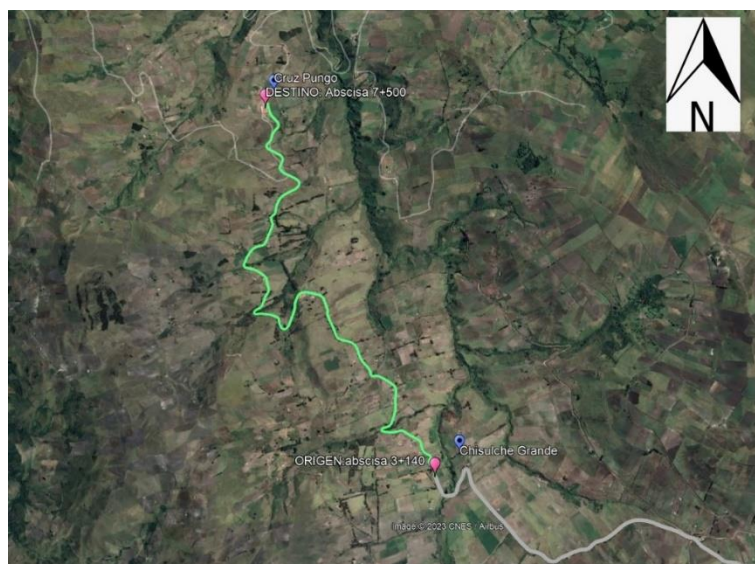 N
Cruz Pungo
DESTINO. Abscisa 7+500
ORIGEN.abscisa 3+140
Chisulche Grande
Image © 2023 CNES / Airbus